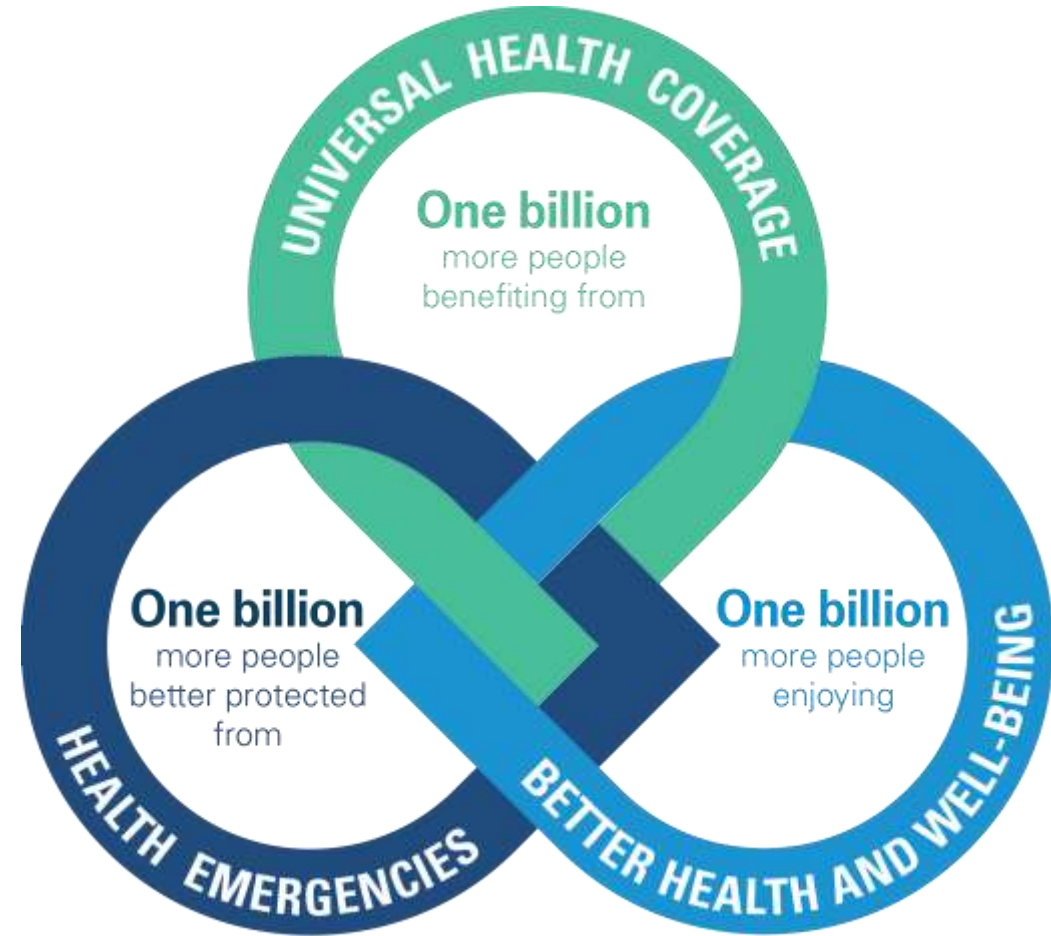 UNIVERSAL HEALTH COVERAGE
One billion
more people
benefiting from
One billion
more people
better protected
from
HEALTH EMERGENCIES
One billion
more people
enjoying
BETTER HEALTH AND WELL-BEING